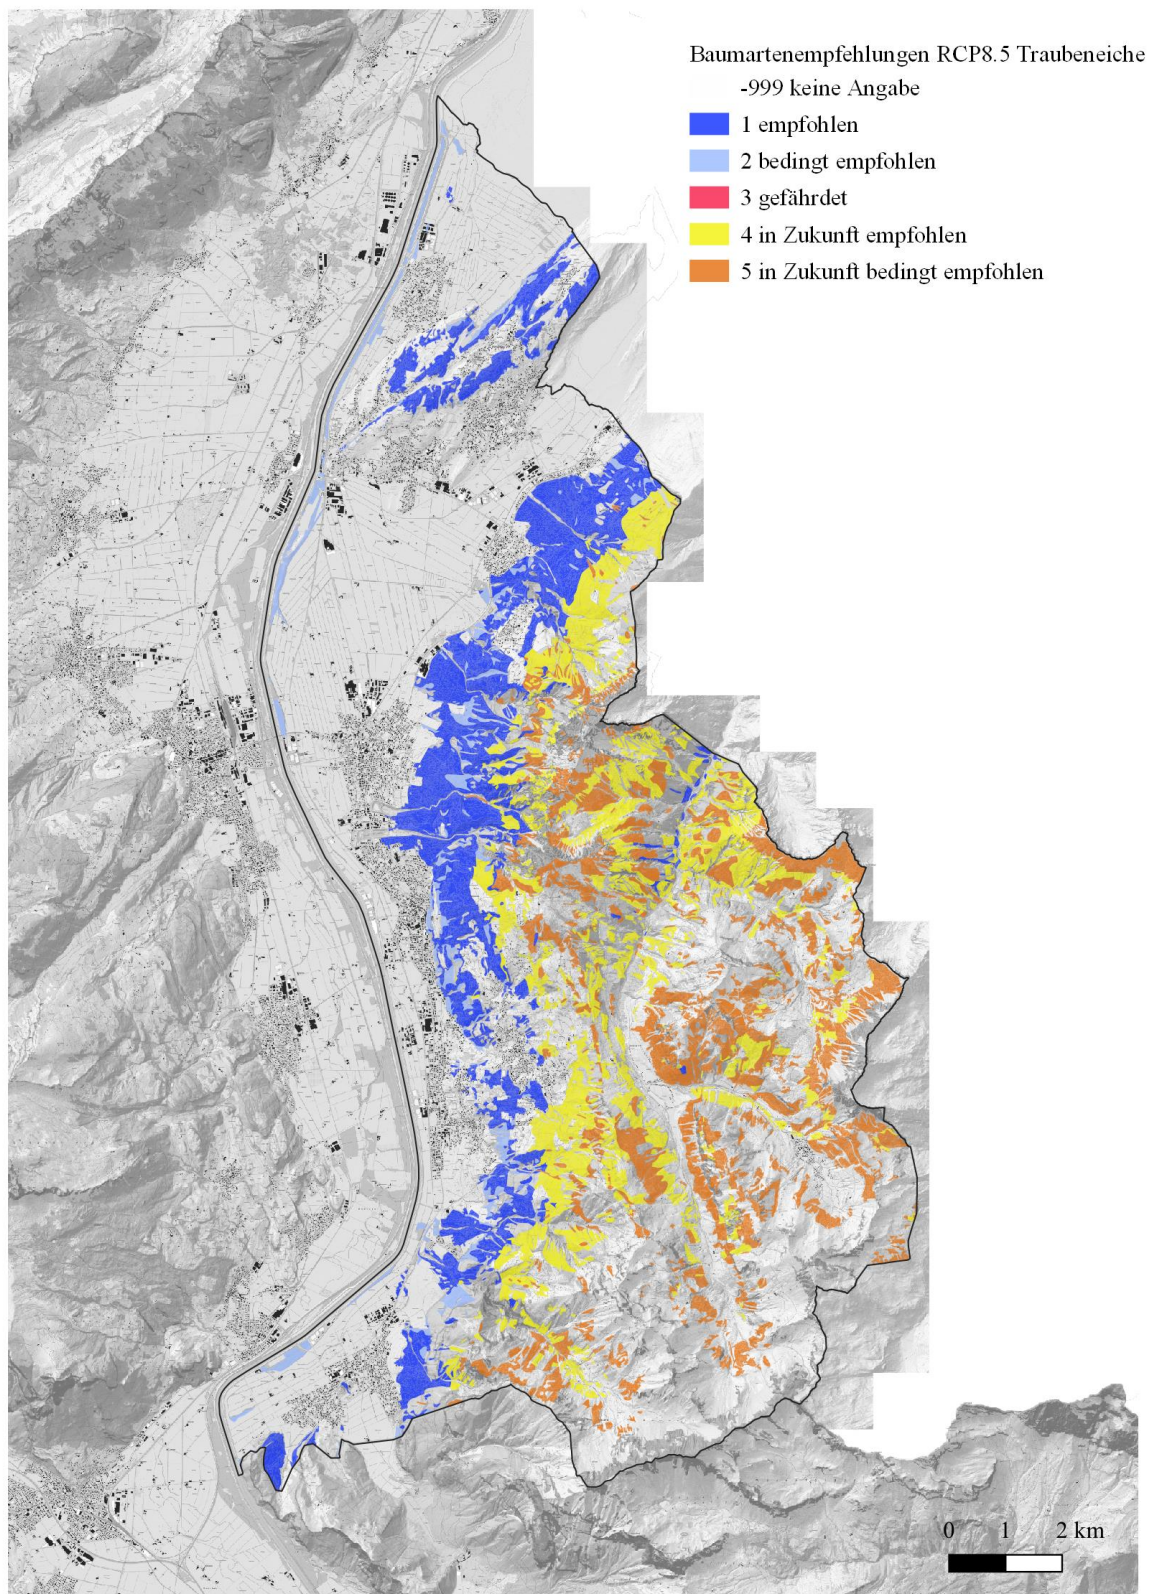 Baumartenempfehlungen RCP8.5 Traubeneiche
-999 keine Angabe
1 empfohlen
2 bedingt empfohlen
3 gefährdet
4 in Zukunft empfohlen
5 in Zukunft bedingt empfohlen
0 1 2 km